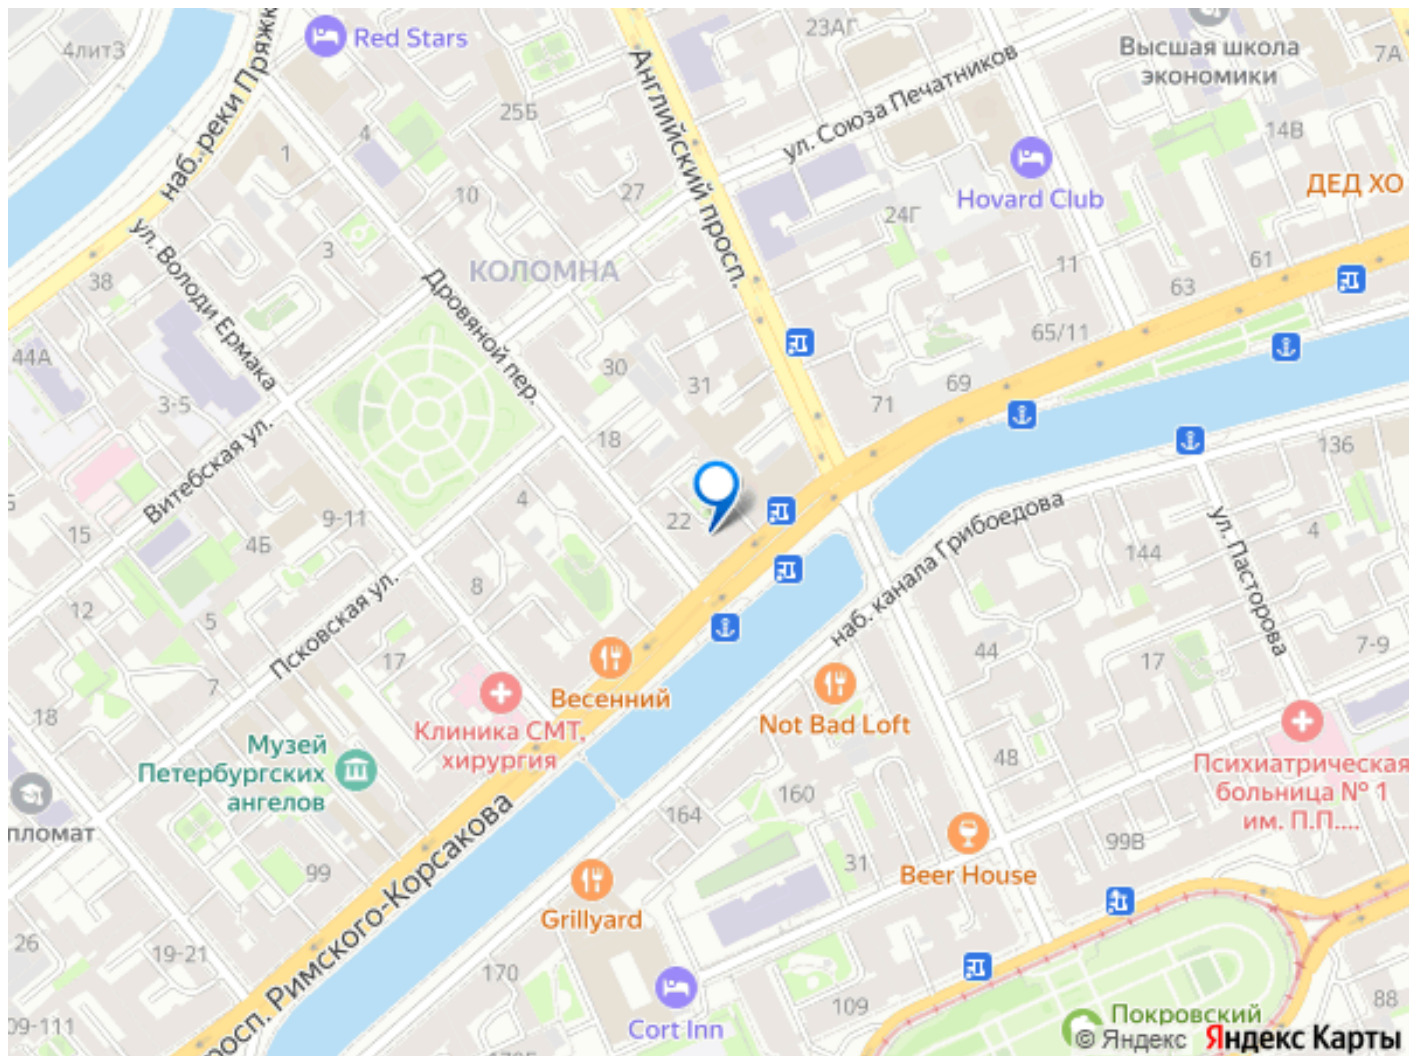 4лит3
Red Stars
23АГ
Высшая школа
экономики
7А
наб. реки Пряжк
Английский просп.
ул. Союза Печатников
25Б
4
1
14В
10
27
Hovard Club
ДЕД ХО
24Г
ул. Володи Ермака
3
КОЛОМНА
Дровяной пер.
11
61
63
38
65/11
44А
30
31
69
71
3-5
18
136
Витебская ул.
9-11
4
22
наб. канала Грибоедова
ул. Пасторова
4
15
4Б
144
8
12
5
Псковская ул.
17
44
17
7-9
7
Весенний
18
Клиника СМТ,
хирургия
Not Bad Loft
Музей
Петербургских
ангелов
48
Психиатрическая
больница № 1
им. П.П....
пломат
160
164
99
31
99В
Beer House
просп. Римского-Корсакова
Grillyard
26
19-21
170
109
88
09-111
Cort Inn
Покровский
© Яндекс Яндекс Карты